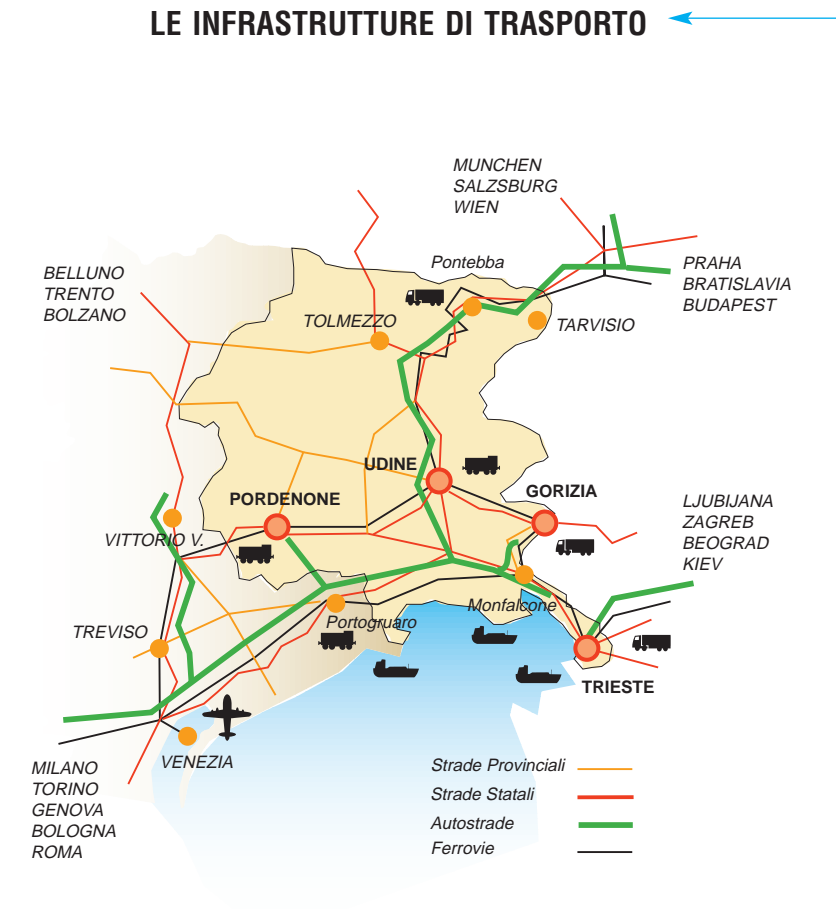 LE INFRASTRUTTURE DI TRASPORTO
MUNCHEN
SALZSBURG
WIEN
Pontebba
BELLUNO
TRENTO
BOLZANO
PRAHA
BRATISLAVIA
BUDAPEST
TOLMEZZO
TARVISIO
UDINE
PORDENONE
GORIZIA
LJUBIJANA
ZAGREB
BEOGRAD
KIEV
VITTORIO V.
Monfalcone
Portogruaro
TREVISO
TRIESTE
VENEZIA
MILANO
TORINO
GENOVA
BOLOGNA
ROMA
Strade Provinciali
Strade Statali
Autostrade
Ferrovie